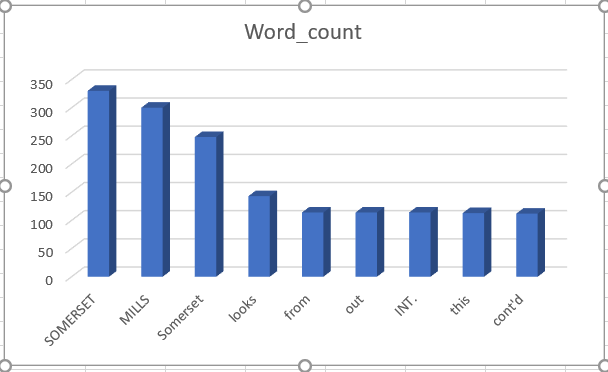 Word_count
350
300
250
200
150
100
50
0
SOMERSET
MILLS
Somerset
looks
from
out
INT.
this
cont'd